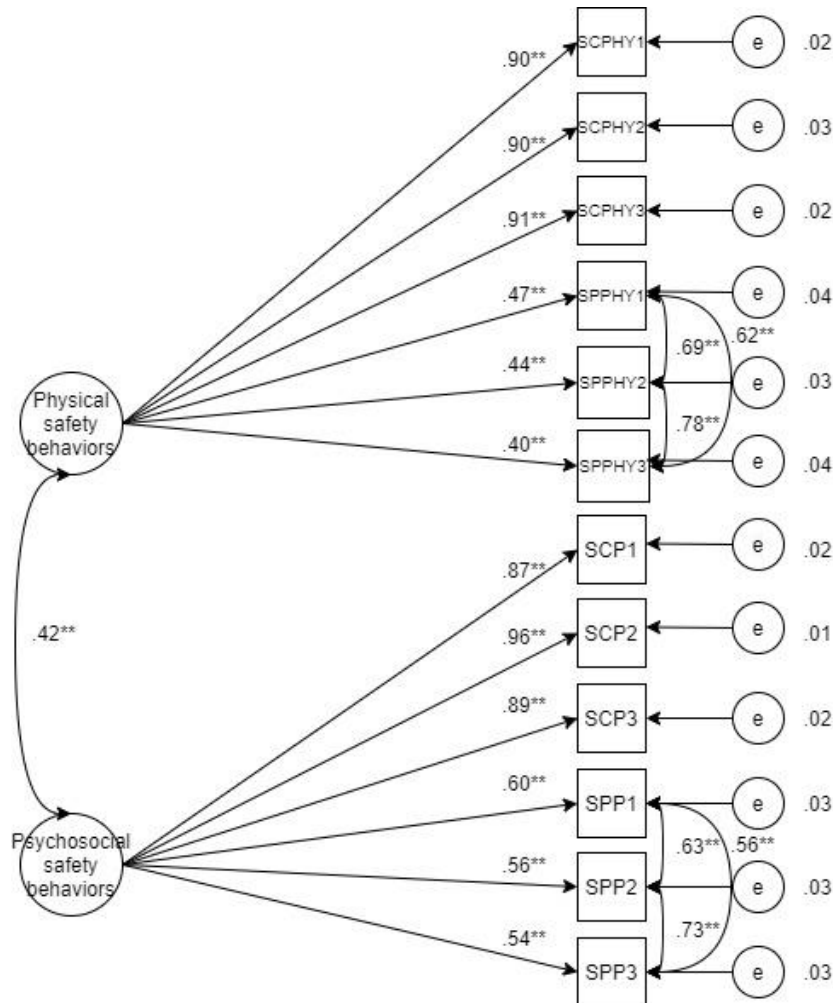 .90** SCPHY1 e .02
.90** SCPHY2 e .03
.91** SCPHY3 e .02
.47** SPPHY1 e .04
.69** .62**
.44** SPPHY2 e .03
Physical
safety
behaviors
.78**
.40** SPPHY3 e .04
.87** SCP1 e .02
.42**
.96** SCP2 e .01
.89** SCP3 e .02
.60** SPP1 e .03
.63** .56**
Psychosocial
safety
behaviors
.56** SPP2 e .03
.73**
.54** SPP3 e .03